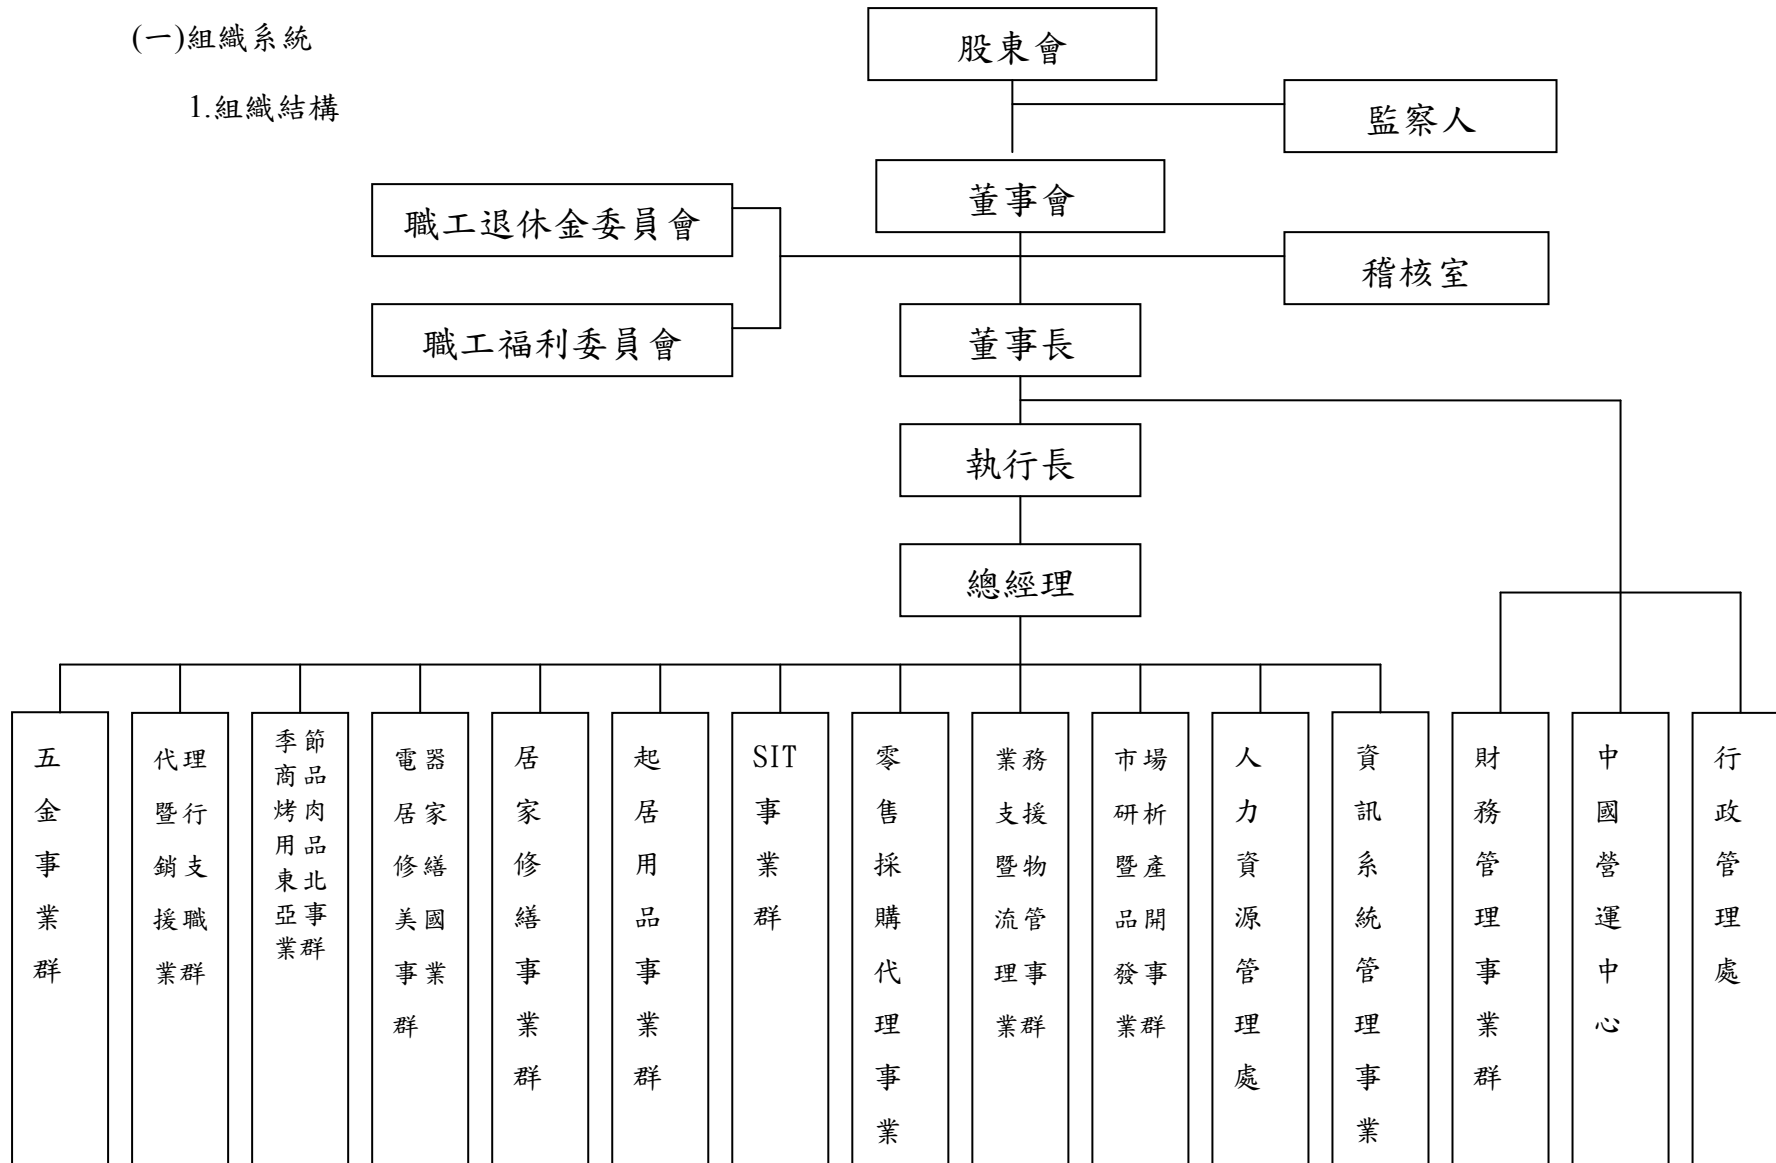 (一)組織系統
1.組織結構
股東會
監察人
董事會
職工退休金委員會
稽核室
職工福利委員會
董事長
執行長
總經理
五金事業群
代理
暨行
銷支
援職
業群
季節
商品
烤肉
用品
東北
亞事
業群
電器
居家
修繕
美國
事業
群
居家修繕事業群
起居用品事業群
SIT
事業群
零售採購代理事業
業務
支援
暨物
流管
理事
業群
市場
研析
暨產
品開
發事
業群
人力資源管理處
資訊系統管理事業
財務管理事業群
中國營運中心
行政管理處